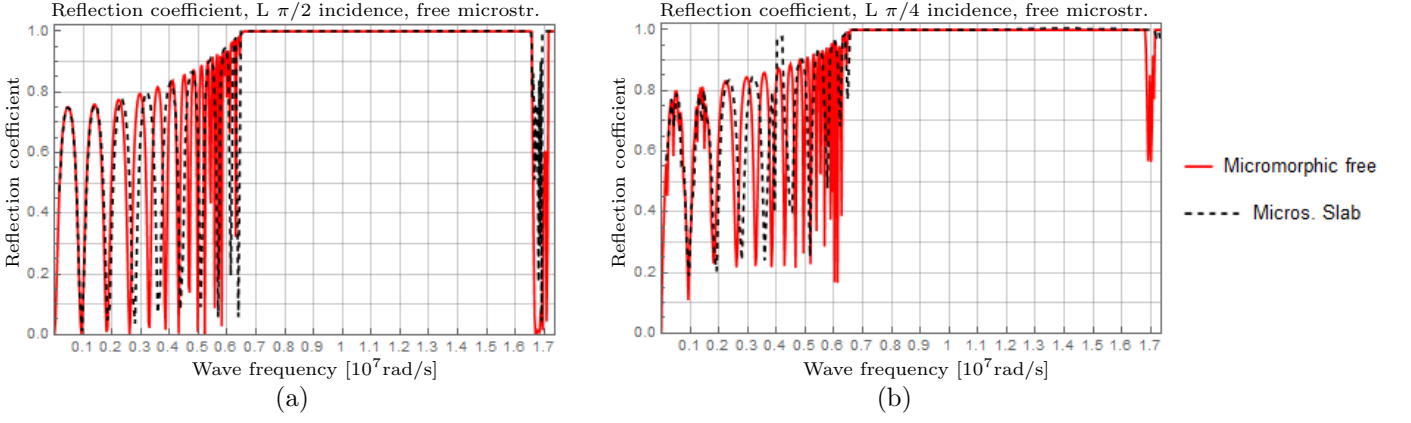 Reflection coefficient, L π/2 incidence, free microstr.
Reflection coefficient
1.0
0.8
0.6
0.4
0.2
0.0
0.1 0.2 0.3 0.4 0.5 0.6 0.7 0.8 0.9 1 1.1 1.2 1.3 1.4 1.5 1.6 1.7
Wave frequency [10⁷rad/s]
(a)
Reflection coefficient, L π/4 incidence, free microstr.
Reflection coefficient
1.0
0.8
0.6
0.4
0.2
0.0
0.1 0.2 0.3 0.4 0.5 0.6 0.7 0.8 0.9 1 1.1 1.2 1.3 1.4 1.5 1.6 1.7
Wave frequency [10⁷rad/s]
(b)
Micromorphic free
Micros. Slab